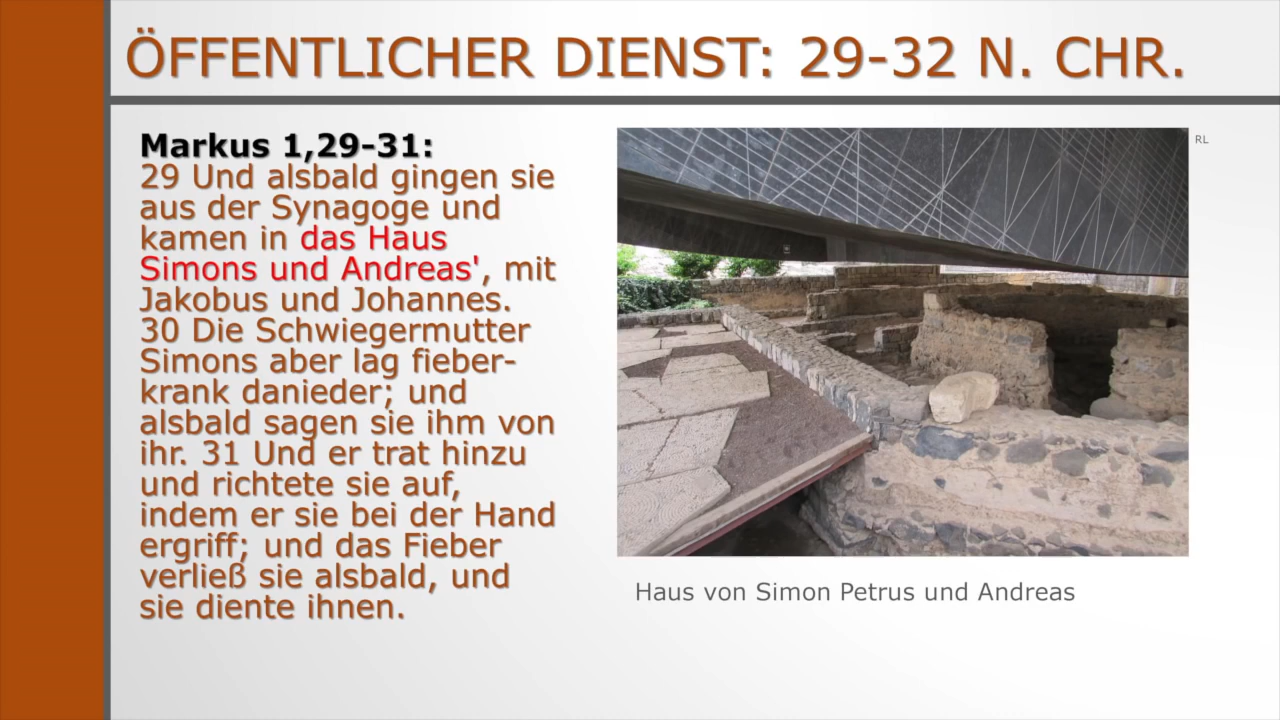 ÖFFENTLICHER DIENST: 29-32 N. CHR.
Markus 1,29-31:
29 Und alsbald gingen sie
aus der Synagoge und
kamen in das Haus
Simons und Andreas', mit
Jakobus und Johannes.
30 Die Schwiegermutter
Simons aber lag fieber-
krank danieder; und
alsbald sagen sie ihm von
ihr. 31 Und er trat hinzu
und richtete sie auf,
indem er sie bei der Hand
ergriff; und das Fieber
verließ sie alsbald, und
sie diente ihnen.
RL
Haus von Simon Petrus und Andreas